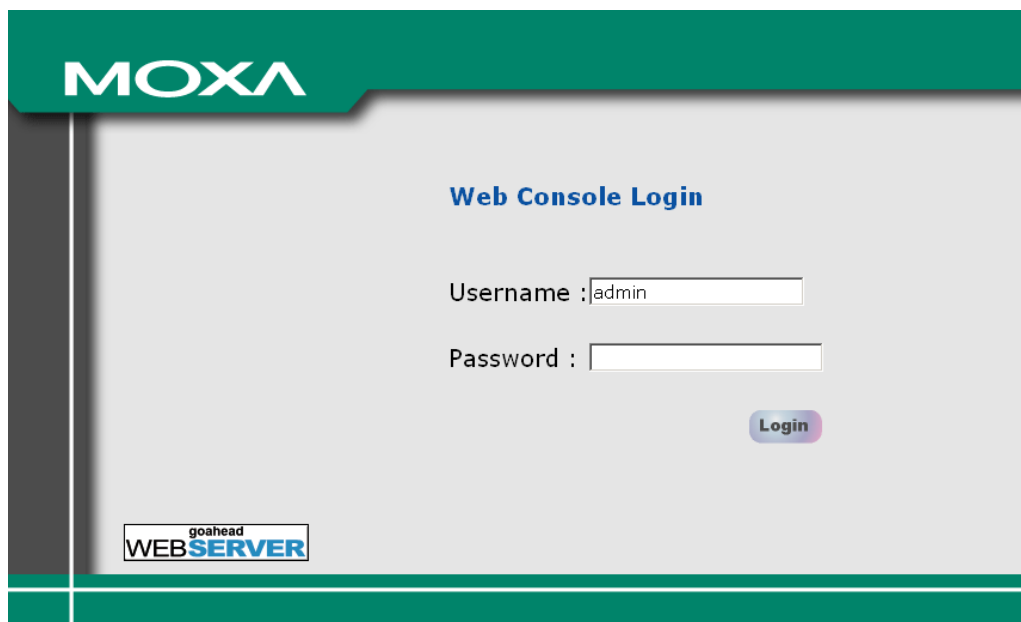 MOXA
Web Console Login
Username : admin
Password :
Login
goahead
WEBSERVER